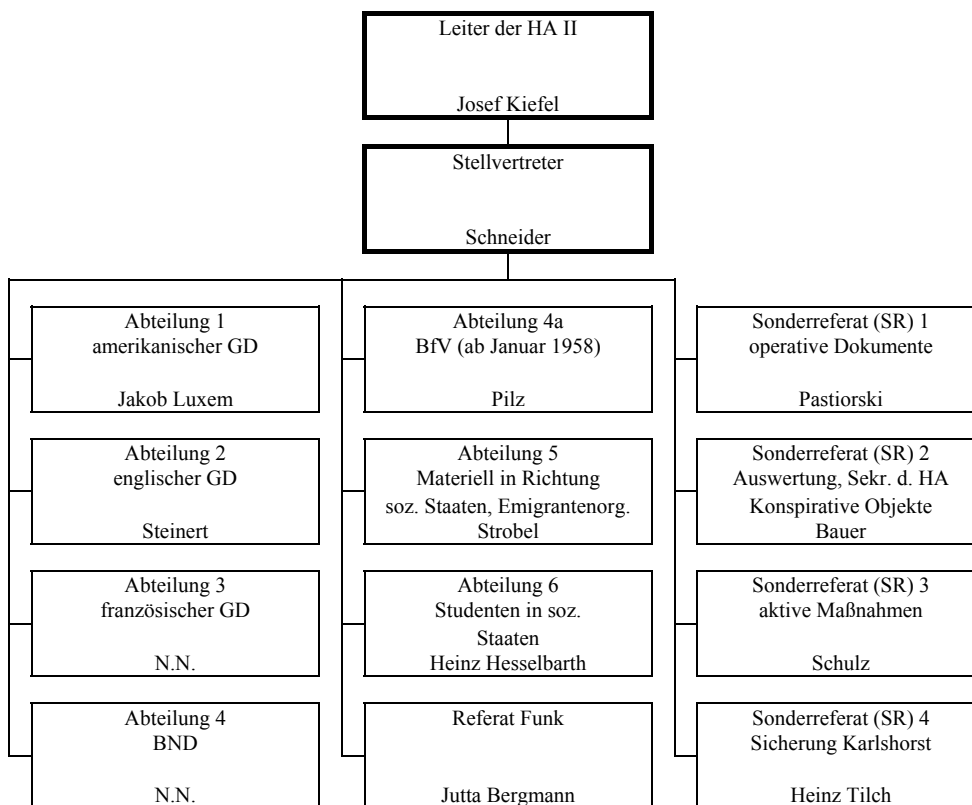 Leiter der HA II
Josef Kiefel
Stellvertreter
Schneider
Abteilung 1
amerikanischer GD
Jakob Luxem
Abteilung 2
englischer GD
Steinert
Abteilung 3
französischer GD
N.N.
Abteilung 4
BND
N.N.
Abteilung 4a
BfV (ab Januar 1958)
Pilz
Abteilung 5
Materiell in Richtung
soz. Staaten, Emigrantenorg.
Strobel
Abteilung 6
Studenten in soz.
Staaten
Heinz Hesselbarth
Referat Funk
Jutta Bergmann
Sonderreferat (SR) 1
operative Dokumente
Pastiorski
Sonderreferat (SR) 2
Auswertung, Sekr. d. HA
Konspirative Objekte
Bauer
Sonderreferat (SR) 3
aktive Maßnahmen
Schulz
Sonderreferat (SR) 4
Sicherung Karlshorst
Heinz Tilch